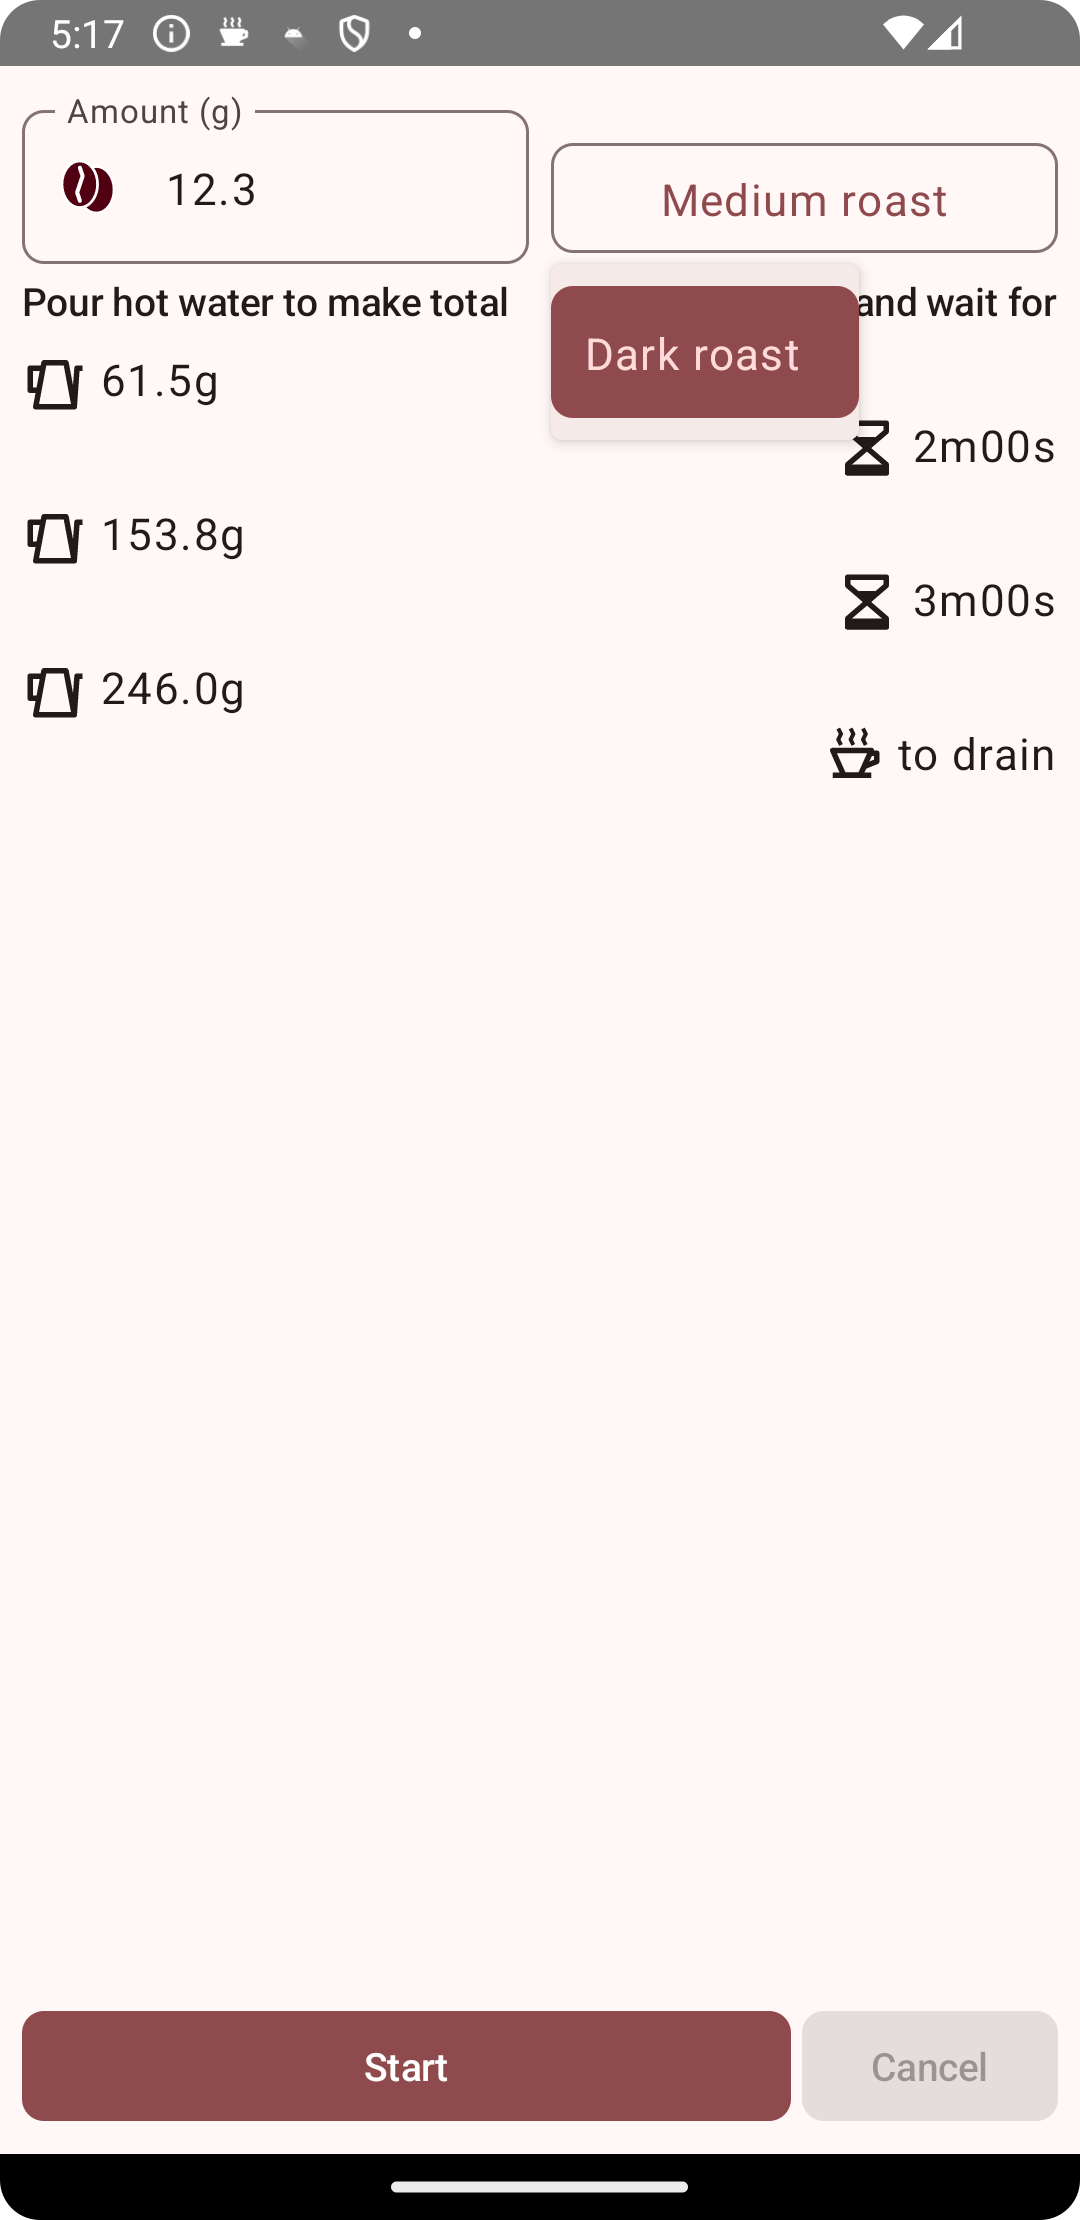 5:17
Amount (g)
12.3
Medium roast
Pour hot water to make total
and wait for
Dark roast
61.5g
2m00s
153.8g
3m00s
246.0g
to drain
Start
Cancel